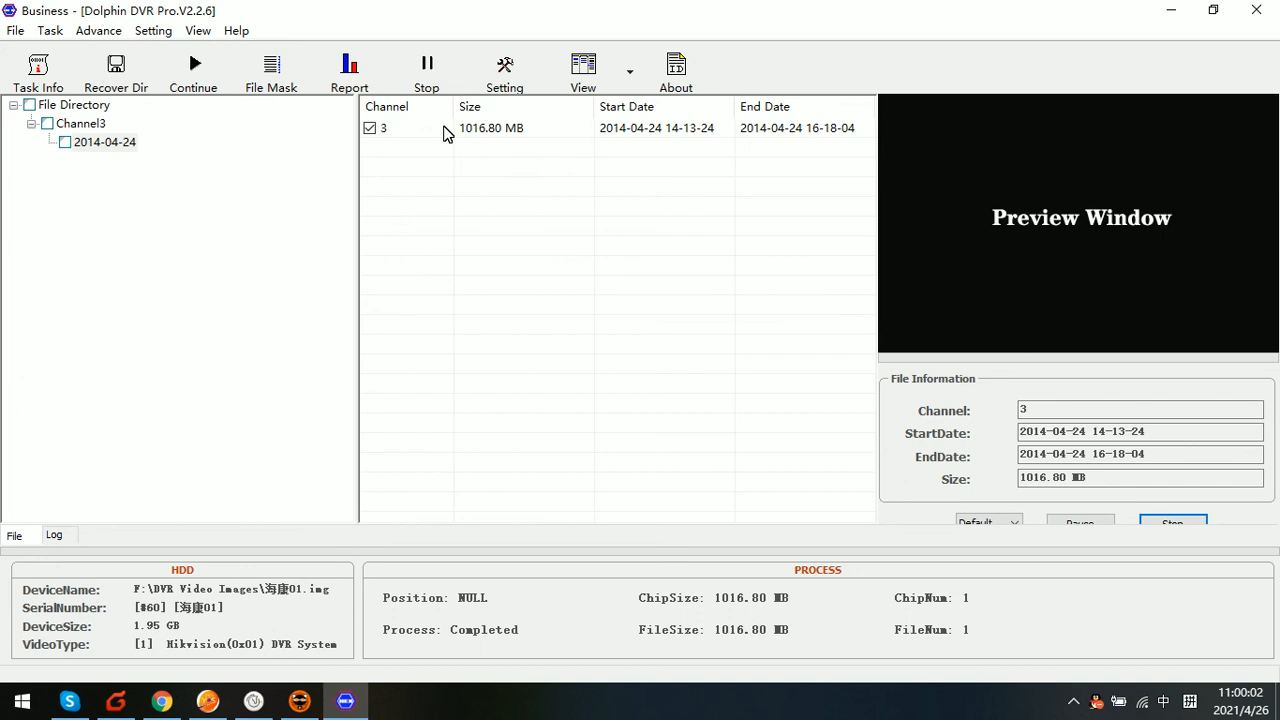 Business - [Dolphin DVR Pro.V2.2.6]
File Task Advance Setting View Help
Task Info Recover Dir Continue File Mask Report Stop Setting View About
File Directory
Channel3
2014-04-24
Channel Size Start Date End Date
3 1016.80 MB 2014-04-24 14-13-24 2014-04-24 16-18-04
Preview Window
File Information
Channel: 3
StartDate: 2014-04-24 14-13-24
EndDate: 2014-04-24 16-18-04
Size: 1016.80 MB
Default Pause Stop
File Log
HDD
DeviceName: F:\DVR Video Images\海康01.img
SerialNumber: [#60] [海康01]
DeviceSize: 1.95 GB
VideoType: [1] Hikvision(0x01) DVR System
PROCESS
Position: NULL ChipSize: 1016.80 MB ChipNum: 1
Process: Completed FileSize: 1016.80 MB FileNum: 1
中 拼 11:00:02
2021/4/26